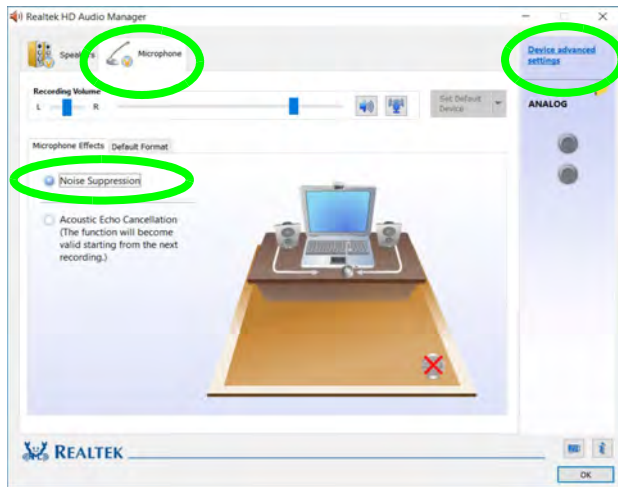 Realtek HD Audio Manager
Speakers
Microphone
Device advanced
settings
Recording Volume
L
R
Set Default
Device
ANALOG
Microphone Effects
Default Format
Noise Suppression
Acoustic Echo Cancellation
(The function will become
valid starting from the next
recording.)
REALTEK
OK